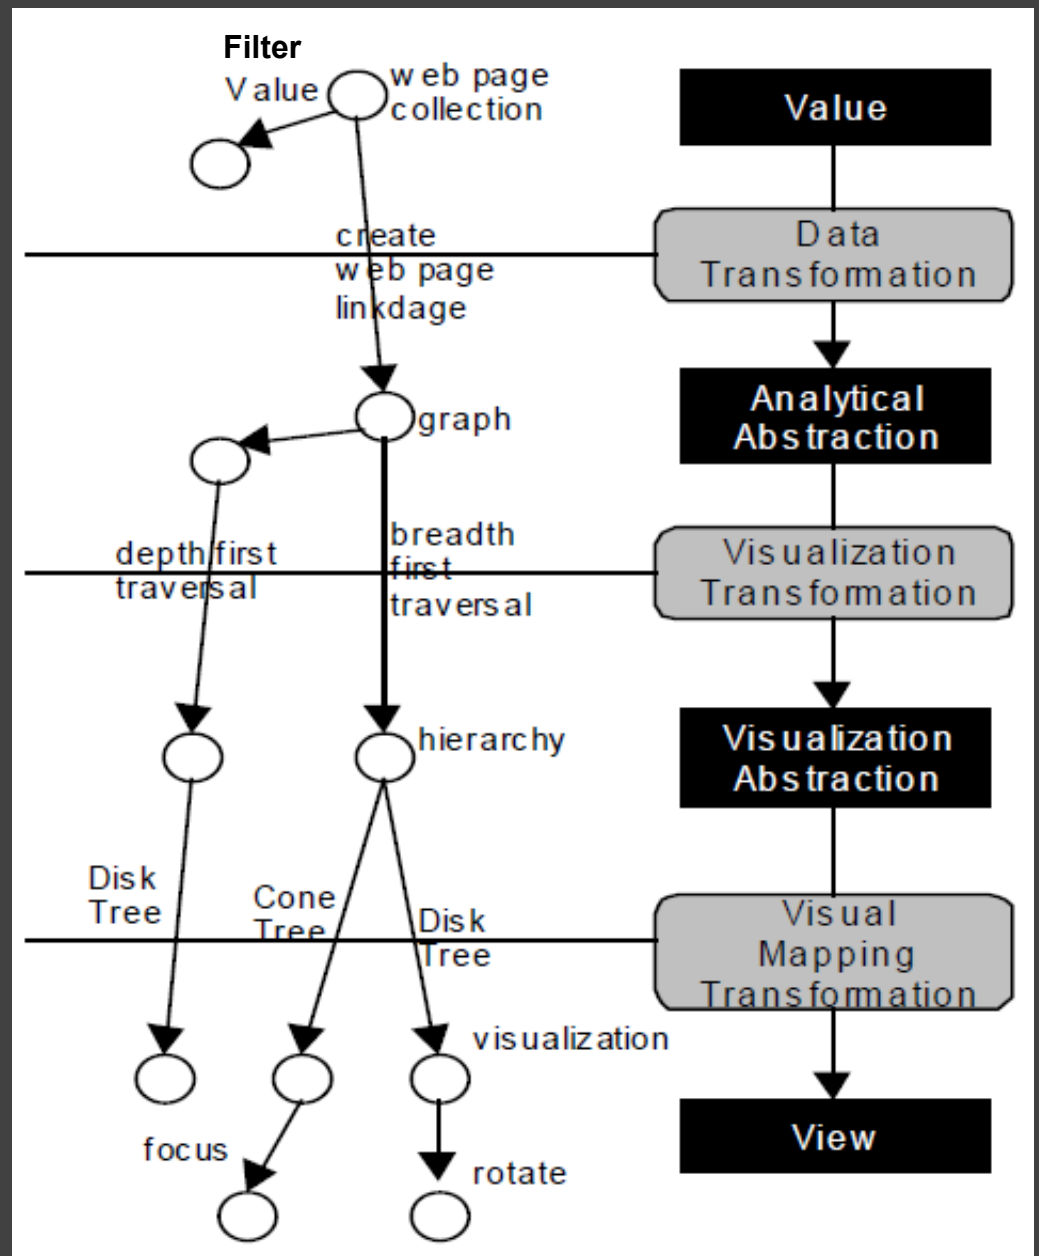 Filter
Value
web page
collection
Value
create
web page
linkdage
Data
Transformation
graph
Analytical
Abstraction
depth first
traversal
breadth
first
traversal
Visualization
Transformation
hierarchy
Visualization
Abstraction
Disk
Tree
Cone
Tree
Disk
Tree
Visual
Mapping
Transformation
visualization
View
focus
rotate